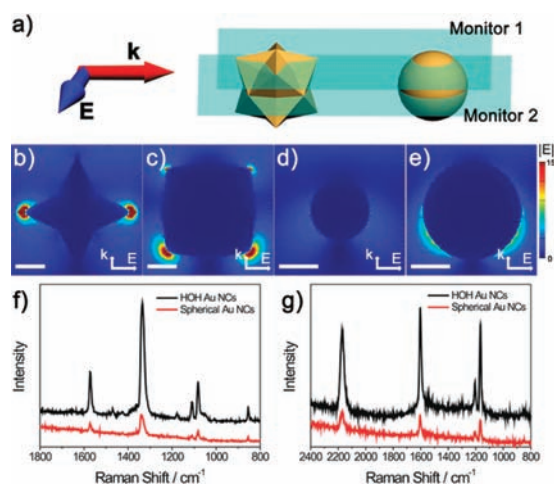 a)
k
E
Monitor 1
Monitor 2
b)
c)
d)
e)
|E|
15
0
k
E
k
E
k
E
k
E
f)
HOH Au NCs
Spherical Au NCs
Intensity
1800 1600 1400 1200 1000 800
Raman Shift / cm-1
g)
HOH Au NCs
Spherical Au NCs
Intensity
2400 2200 2000 1800 1600 1400 1200 1000 800
Raman Shift / cm-1